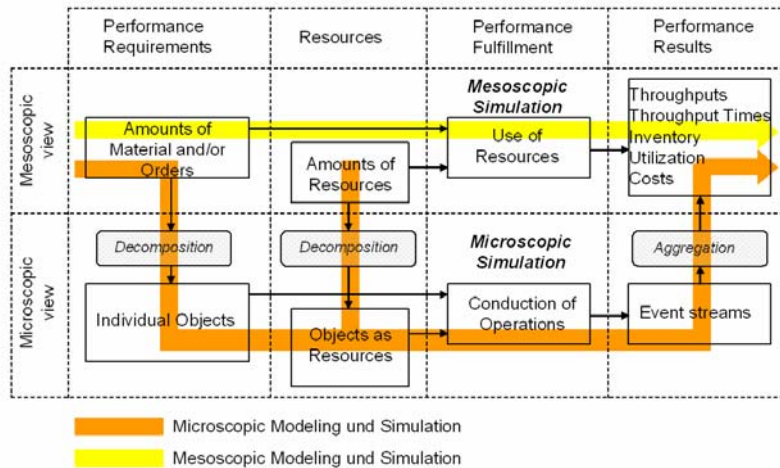 Performance
Requirements
Resources
Performance
Fulfillment
Performance
Results
Mesoscopic
view
Amounts of
Material and/or
Orders
Amounts of
Resources
Mesoscopic
Simulation
Use of
Resources
Throughputs
Throughput Times
Inventory
Utilization
Costs
Microscopic
view
Decomposition
Decomposition
Microscopic
Simulation
Aggregation
Individual Objects
Objects as
Resources
Conduction of
Operations
Event streams
Microscopic Modeling und Simulation
Mesoscopic Modeling und Simulation